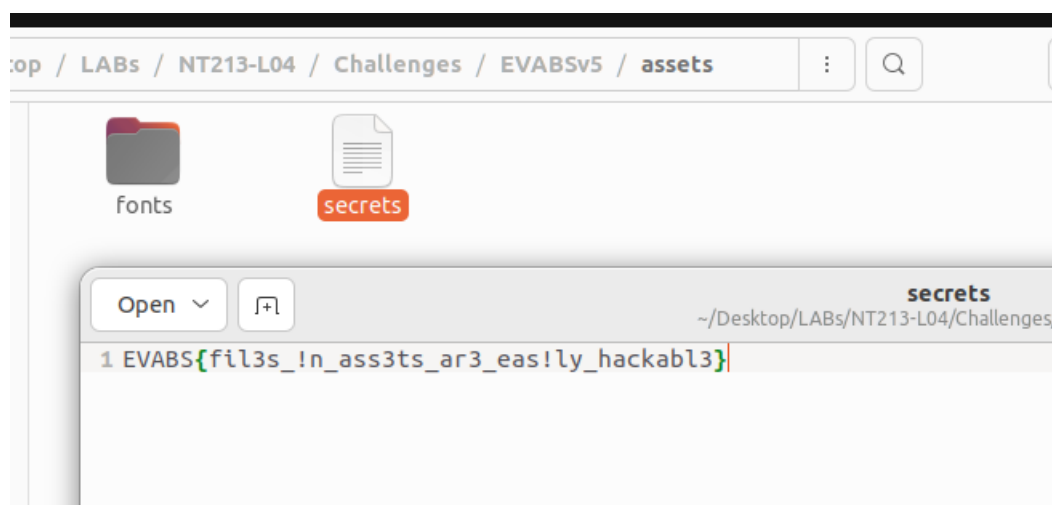 / LABs / NT213-L04 / Challenges / EVABSv5 / assets
fonts
secrets
Open
secrets
~/Desktop/LABs/NT213-L04/Challenges
1 EVABS{fil3s_!n_ass3ts_ar3_eas!ly_hackabl3}